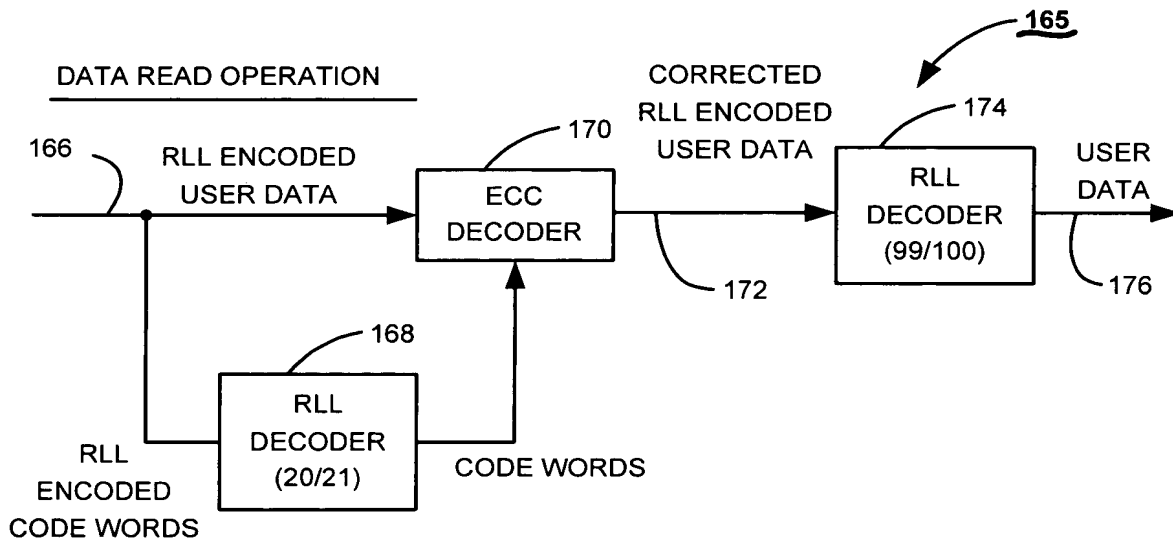 165
DATA READ OPERATION
166
RLL ENCODED
USER DATA
170
ECC
DECODER
CORRECTED
RLL ENCODED
USER DATA
172
174
RLL
DECODER
(99/100)
USER
DATA
176
168
RLL
DECODER
(20/21)
RLL
ENCODED
CODE WORDS
CODE WORDS